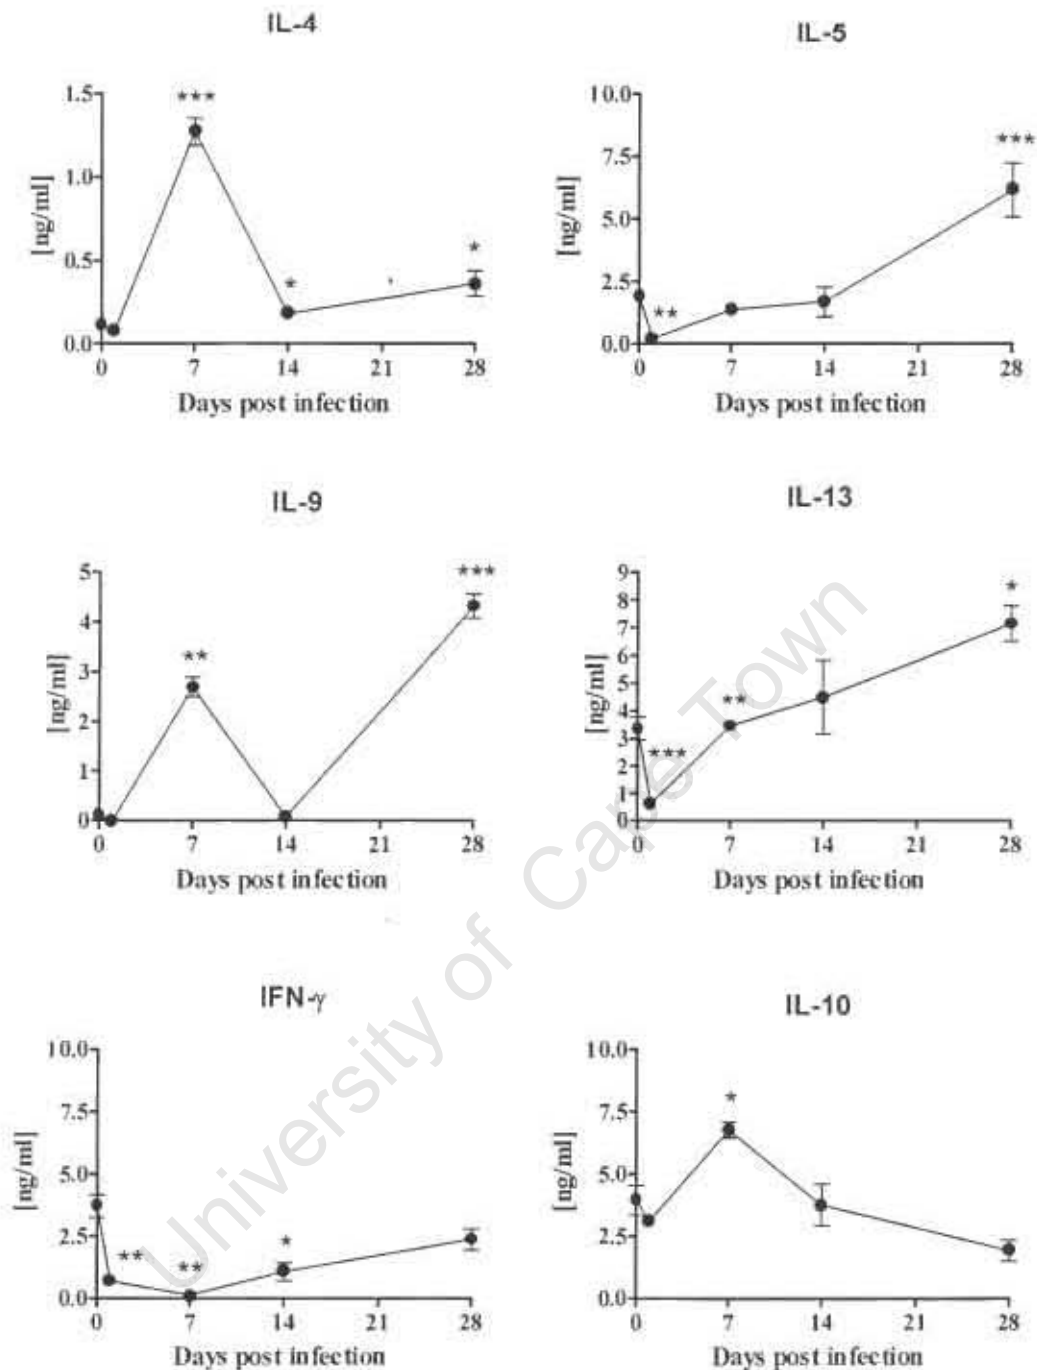 IL-4
IL-5
1.5
1.0
0.5
0.0
[ng/ml]
***
*
*
0 7 14 21 28
Days post infection
10.0
7.5
5.0
2.5
0.0
[ng/ml]
**
***
0 7 14 21 28
Days post infection
IL-9
IL-13
5
4
3
2
1
0
[ng/ml]
**
***
0 7 14 21 28
Days post infection
9
8
7
6
5
4
3
2
1
0
[ng/ml]
***
**
*
0 7 14 21 28
Days post infection
IFN-γ
IL-10
10.0
7.5
5.0
2.5
0.0
[ng/ml]
**
**
*
0 7 14 21 28
Days post infection
10.0
7.5
5.0
2.5
0.0
[ng/ml]
*
0 7 14 21 28
Days post infection
University of Cape Town